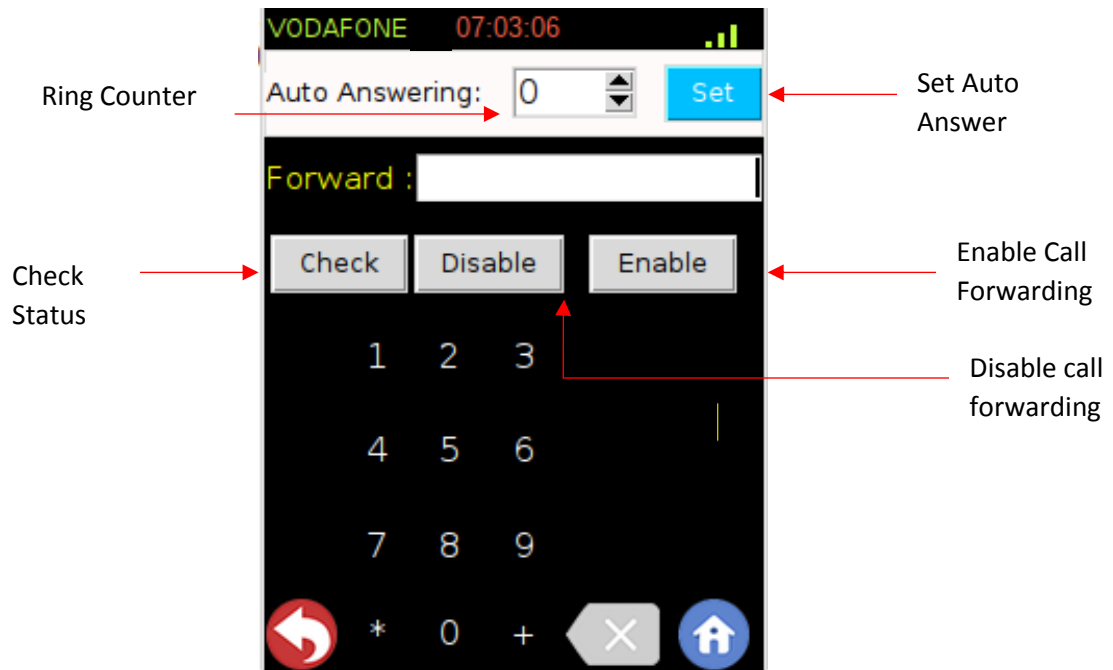 VODAFONE 07:03:06
Ring Counter
Auto Answering: 0 Set
Set Auto
Answer
Forward :
Check
Status
Check Disable Enable
Enable Call
Forwarding
Disable call
forwarding
1 2 3
4 5 6
7 8 9
* 0 +